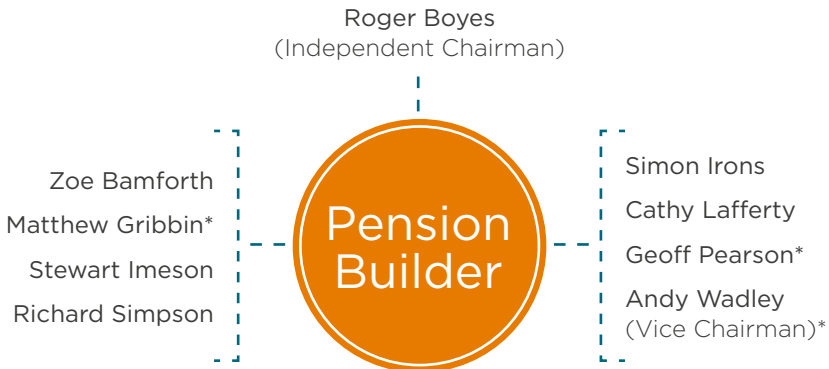 Roger Boyes
(Independent Chairman)
Zoe Bamforth
Matthew Gribbin*
Stewart Imeson
Richard Simpson
Pension
Builder
Simon Irons
Cathy Lafferty
Geoff Pearson*
Andy Wadley
(Vice Chairman)*